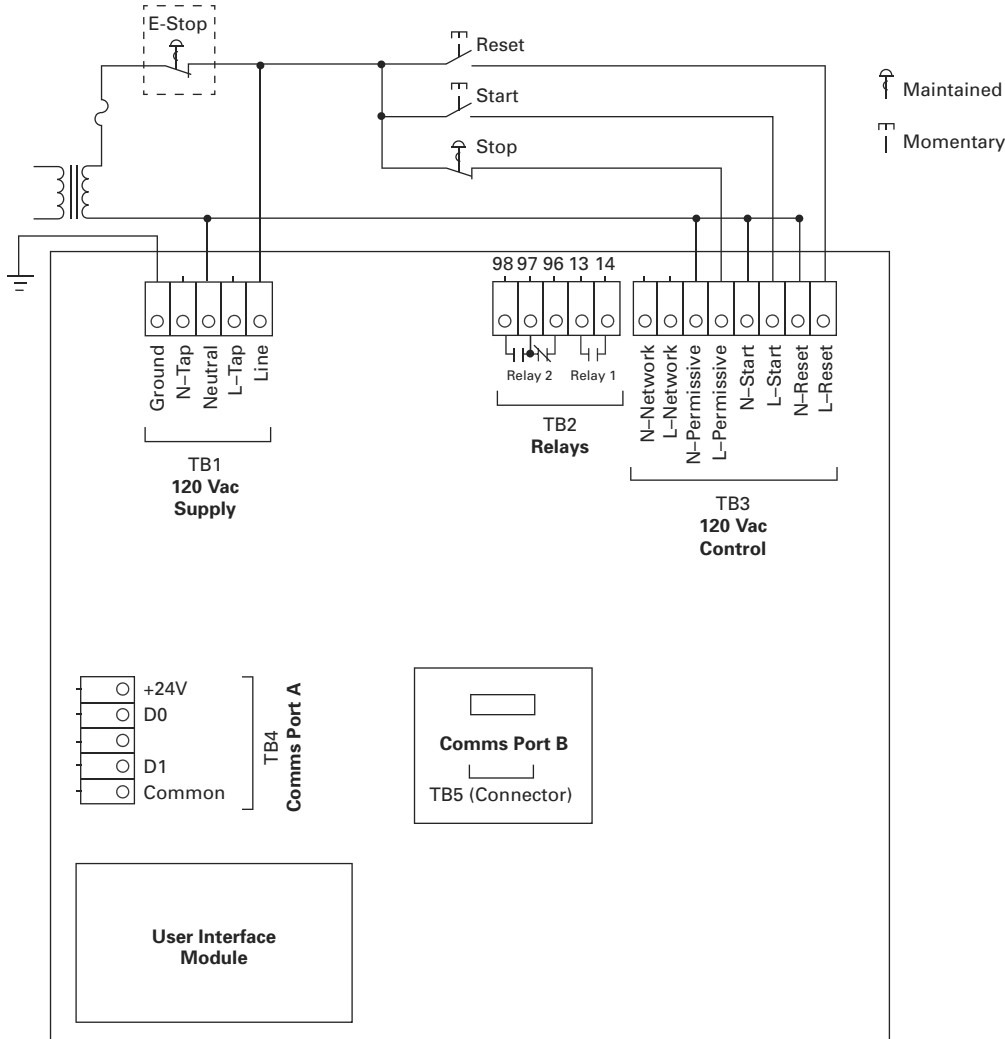 E-Stop
Reset
Start
Stop
Maintained
Momentary
98 97 96 13 14
Relay 2 Relay 1
TB2
Relays
Ground
N–Tap
Neutral
L–Tap
Line
TB1
120 Vac
Supply
N–Network
L–Network
N–Permissive
L–Permissive
N–Start
L–Start
N–Reset
L–Reset
TB3
120 Vac
Control
+24V
D0
D1
Common
TB4
Comms Port A
Comms Port B
TB5 (Connector)
User Interface
Module